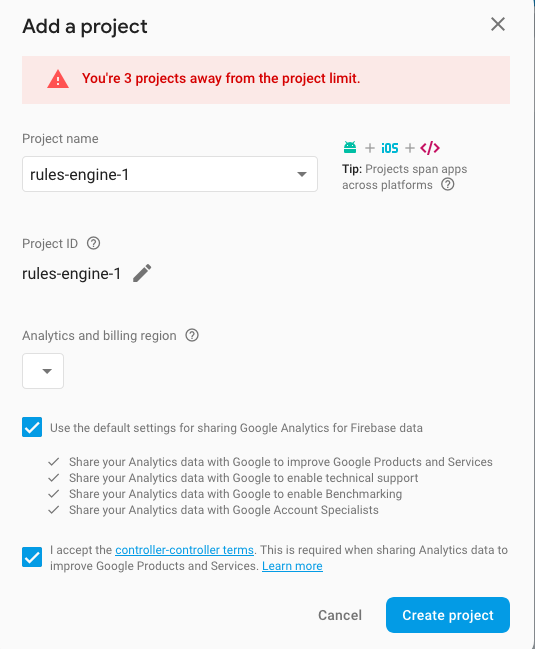 Add a project
You're 3 projects away from the project limit.
Project name
rules-engine-1
+ iOS + </>
Tip: Projects span apps
across platforms
Project ID
rules-engine-1
Analytics and billing region
Use the default settings for sharing Google Analytics for Firebase data
Share your Analytics data with Google to improve Google Products and Services
Share your Analytics data with Google to enable technical support
Share your Analytics data with Google to enable Benchmarking
Share your Analytics data with Google Account Specialists
I accept the controller-controller terms. This is required when sharing Analytics data to
improve Google Products and Services. Learn more
Cancel
Create project